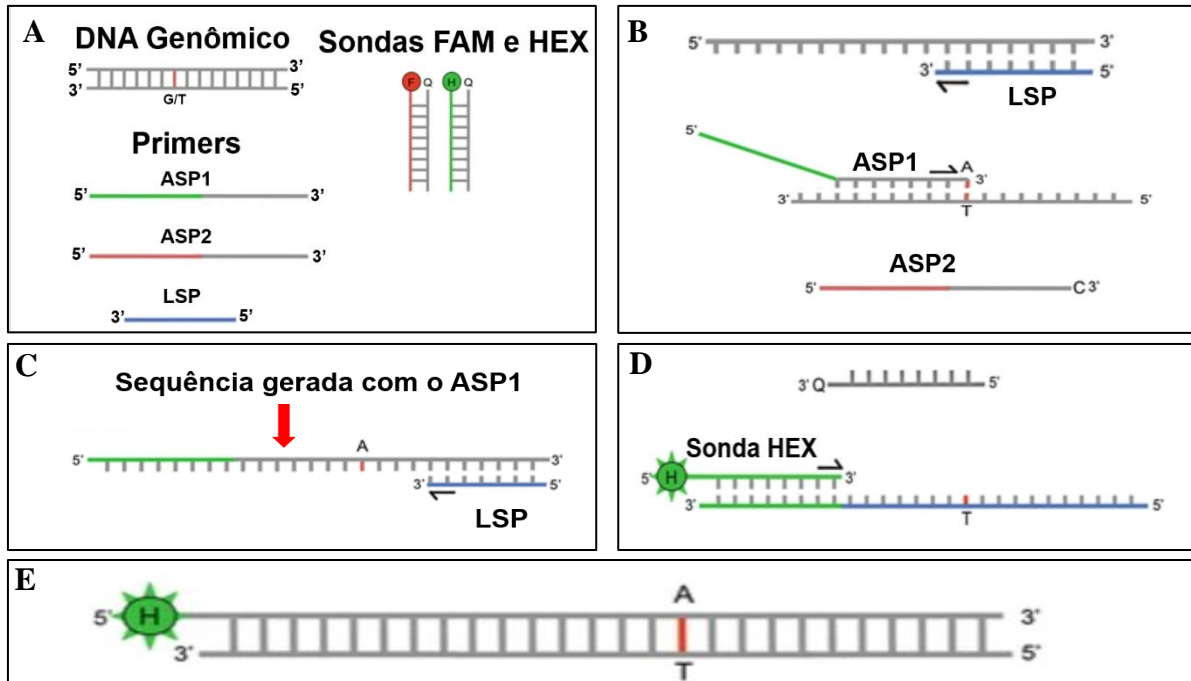 A
DNA Genômico
5' 3'
3' 5'
G/T
Sondas FAM e HEX
F Q H Q
Primers
ASP1
5' 3'
ASP2
5' 3'
LSP
3' 5'
B
5' 3'
3' 5'
LSP
5'
ASP1 A
3'
3' 5'
T
ASP2
5' C3'
C
Sequência gerada com o ASP1
A
5' 3'
3' 5'
LSP
D
3' Q 5'
Sonda HEX
5' H 3'
3' 5'
T
E
A
5' H 3'
3' 5'
T